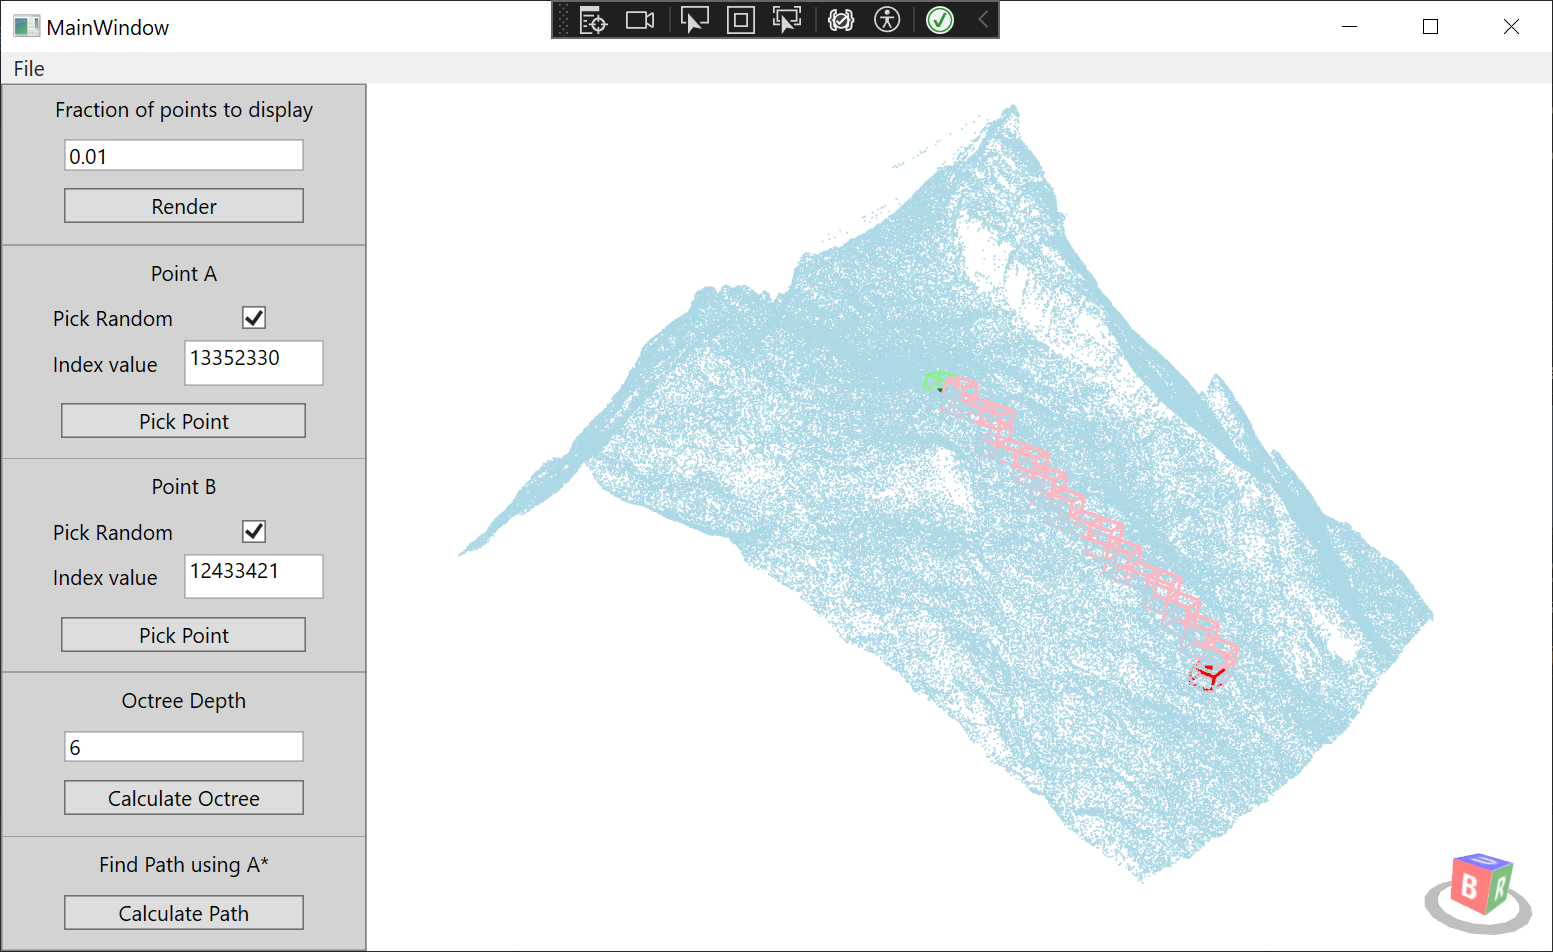 MainWindow
File
Fraction of points to display
0.01
Render
Point A
Pick Random
Index value 13352330
Pick Point
Point B
Pick Random
Index value 12433421
Pick Point
Octree Depth
6
Calculate Octree
Find Path using A*
Calculate Path
U
B R